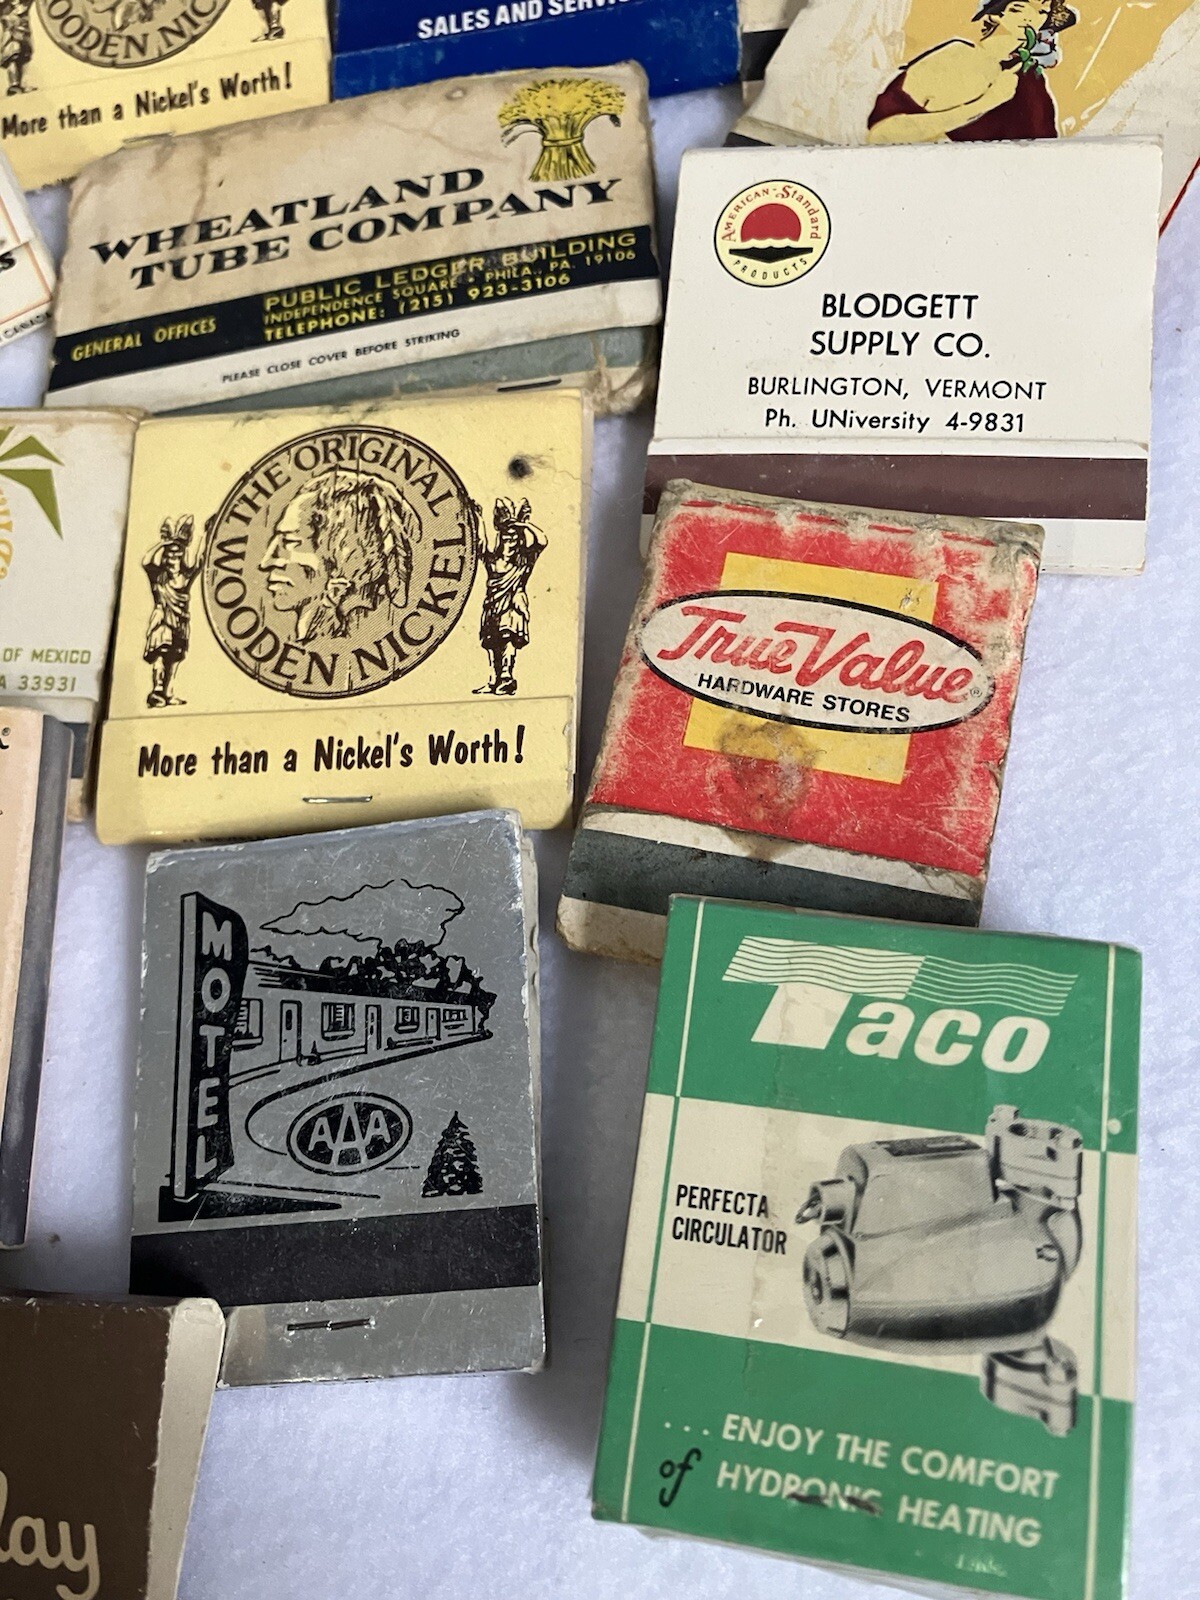 WOODEN NIC
More than a Nickel's Worth!
SALES AND SERVI
WHEATLAND
TUBE COMPANY
GENERAL OFFICES
PUBLIC LEDGER BUILDING
INDEPENDENCE SQUARE • PHILA., PA. 19106
TELEPHONE: (215) 923-3106
PLEASE CLOSE COVER BEFORE STRIKING
AMERICAN-Standard
PRODUCTS
BLODGETT
SUPPLY CO.
BURLINGTON, VERMONT
Ph. UNiversity 4-9831
OF MEXICO
A 33931
THE ORIGINAL
WOODEN NICKEL
More than a Nickel's Worth!
True Value®
HARDWARE STORES
MOTEL
AAA
Taco
PERFECTA
CIRCULATOR
...ENJOY THE COMFORT
of HYDRONIC HEATING
lay